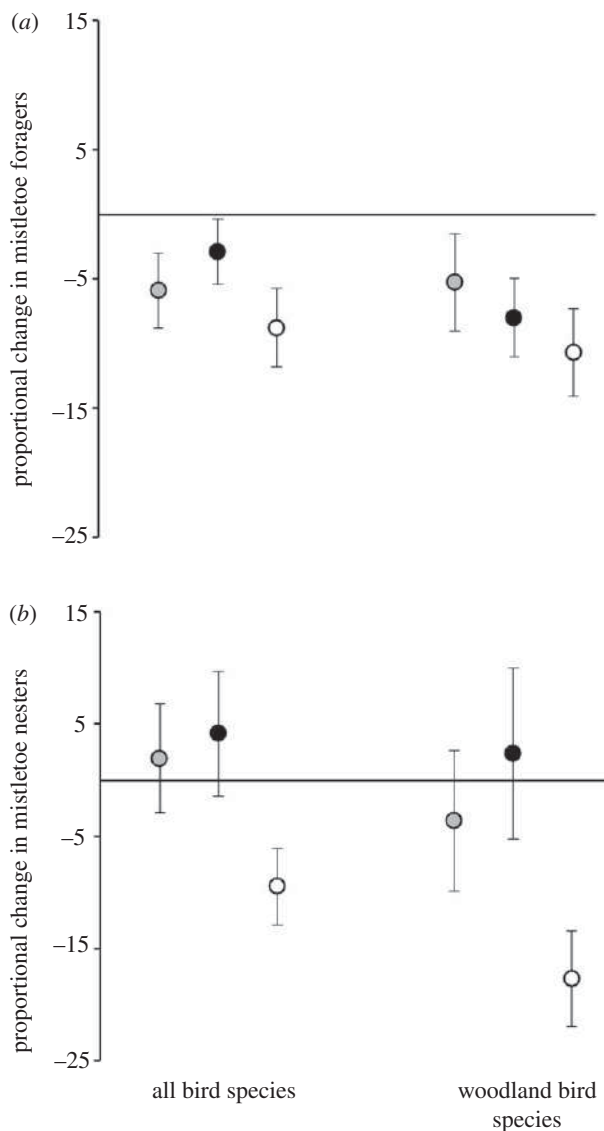 (a)
proportional change in mistletoe foragers
15
5
−5
−15
−25
(b)
proportional change in mistletoe nesters
15
5
−5
−15
−25
all bird species
woodland bird
species